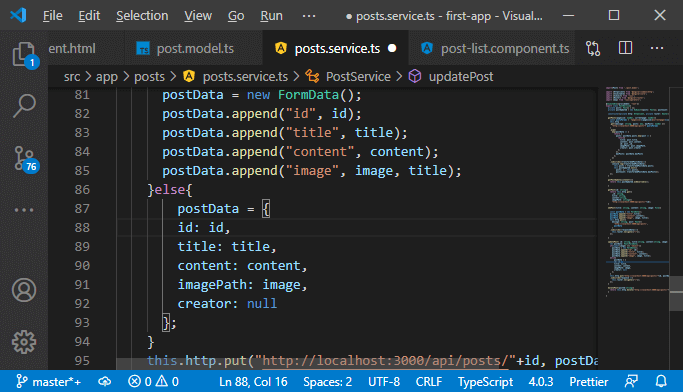 File Edit Selection View Go Run ··· ● posts.service.ts - first-app - Visual...
ent.html post.model.ts posts.service.ts ● post-list.component.ts ···
src > app > posts > posts.service.ts > PostService > updatePost
81 postData = new FormData();
82 postData.append("id", id);
83 postData.append("title", title);
84 postData.append("content", content);
85 postData.append("image", image, title);
86 }else{
87 postData = {
88 id: id,
89 title: title,
90 content: content,
91 imagePath: image,
92 creator: null
93 };
94 }
95 this.http.put("http://localhost:3000/api/posts/"+id, postDa
1
76
master*+ 0 0 Ln 88, Col 16 Spaces: 2 UTF-8 CRLF TypeScript 4.0.3 Prettier